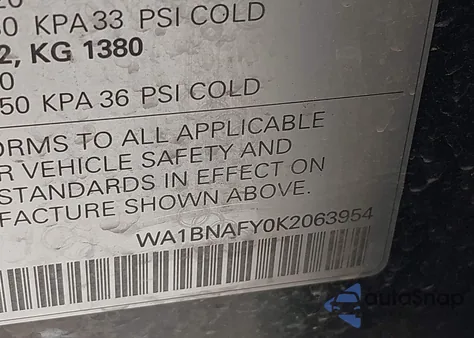 KPA 33 PSI COLD
2, KG 1380
0
50 KPA 36 PSI COLD
ORMS TO ALL APPLICABLE
R VEHICLE SAFETY AND
STANDARDS IN EFFECT ON
FACTURE SHOWN ABOVE.
WA1BNAFY0K2063954
autoSnap